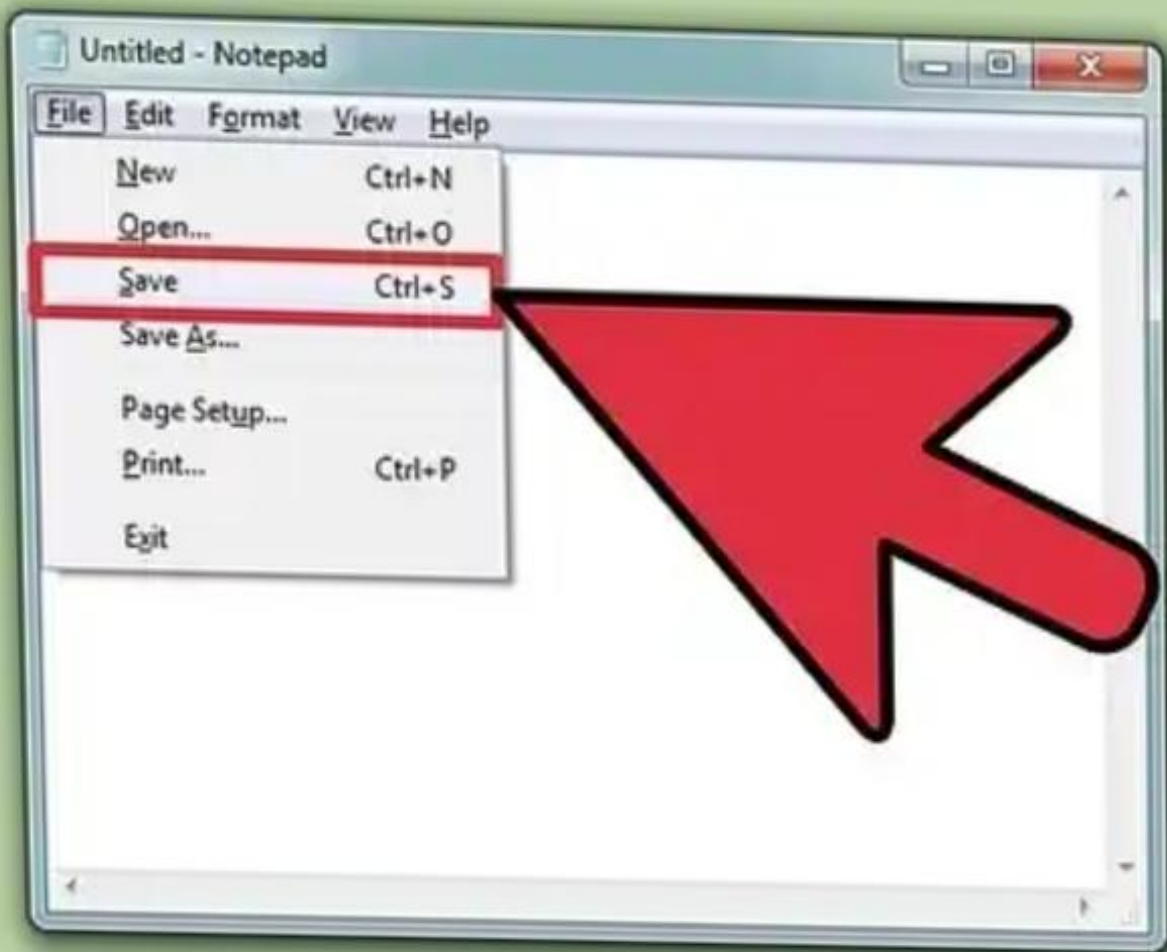 Untitled - Notepad
File Edit Format View Help
New Ctrl+N
Open... Ctrl+O
Save Ctrl+S
Save As...
Page Setup...
Print... Ctrl+P
Exit